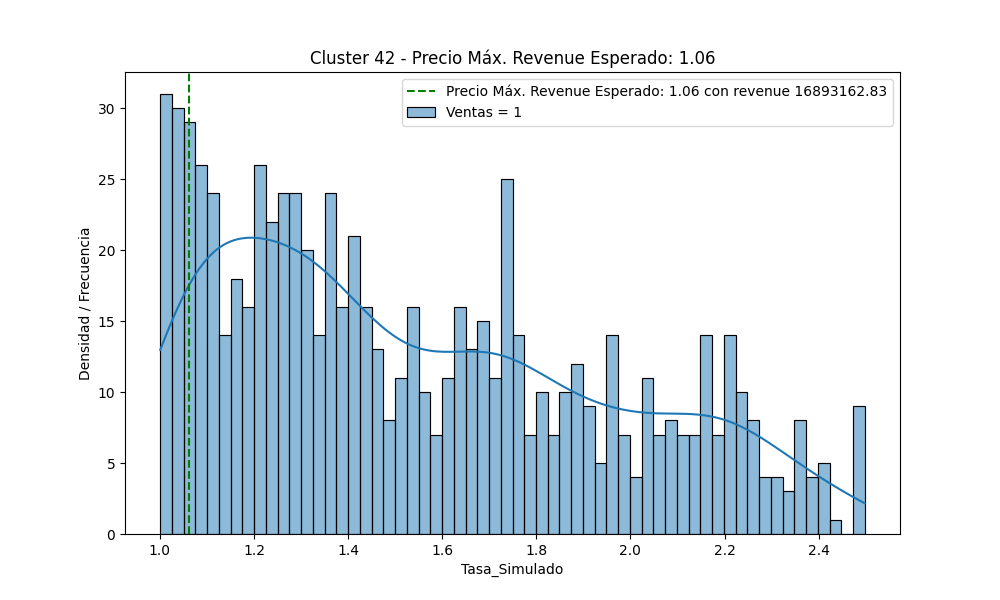 Cluster 42 - Precio Máx. Revenue Esperado: 1.06
Precio Máx. Revenue Esperado: 1.06 con revenue 16893162.83
Ventas = 1
Densidad / Frecuencia
30
25
20
15
10
5
0
1.0 1.2 1.4 1.6 1.8 2.0 2.2 2.4
Tasa_Simulado